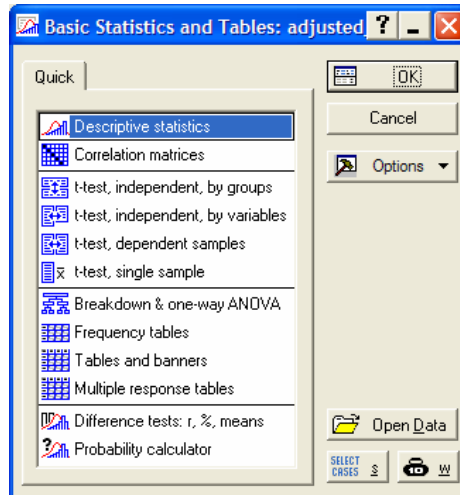 Basic Statistics and Tables: adjusted_
Quick
OK
Cancel
Options
Descriptive statistics
Correlation matrices
t-test, independent, by groups
t-test, independent, by variables
t-test, dependent samples
t-test, single sample
Breakdown & one-way ANOVA
Frequency tables
Tables and banners
Multiple response tables
Difference tests: r, %, means
Probability calculator
Open Data
SELECT
CASES S
W